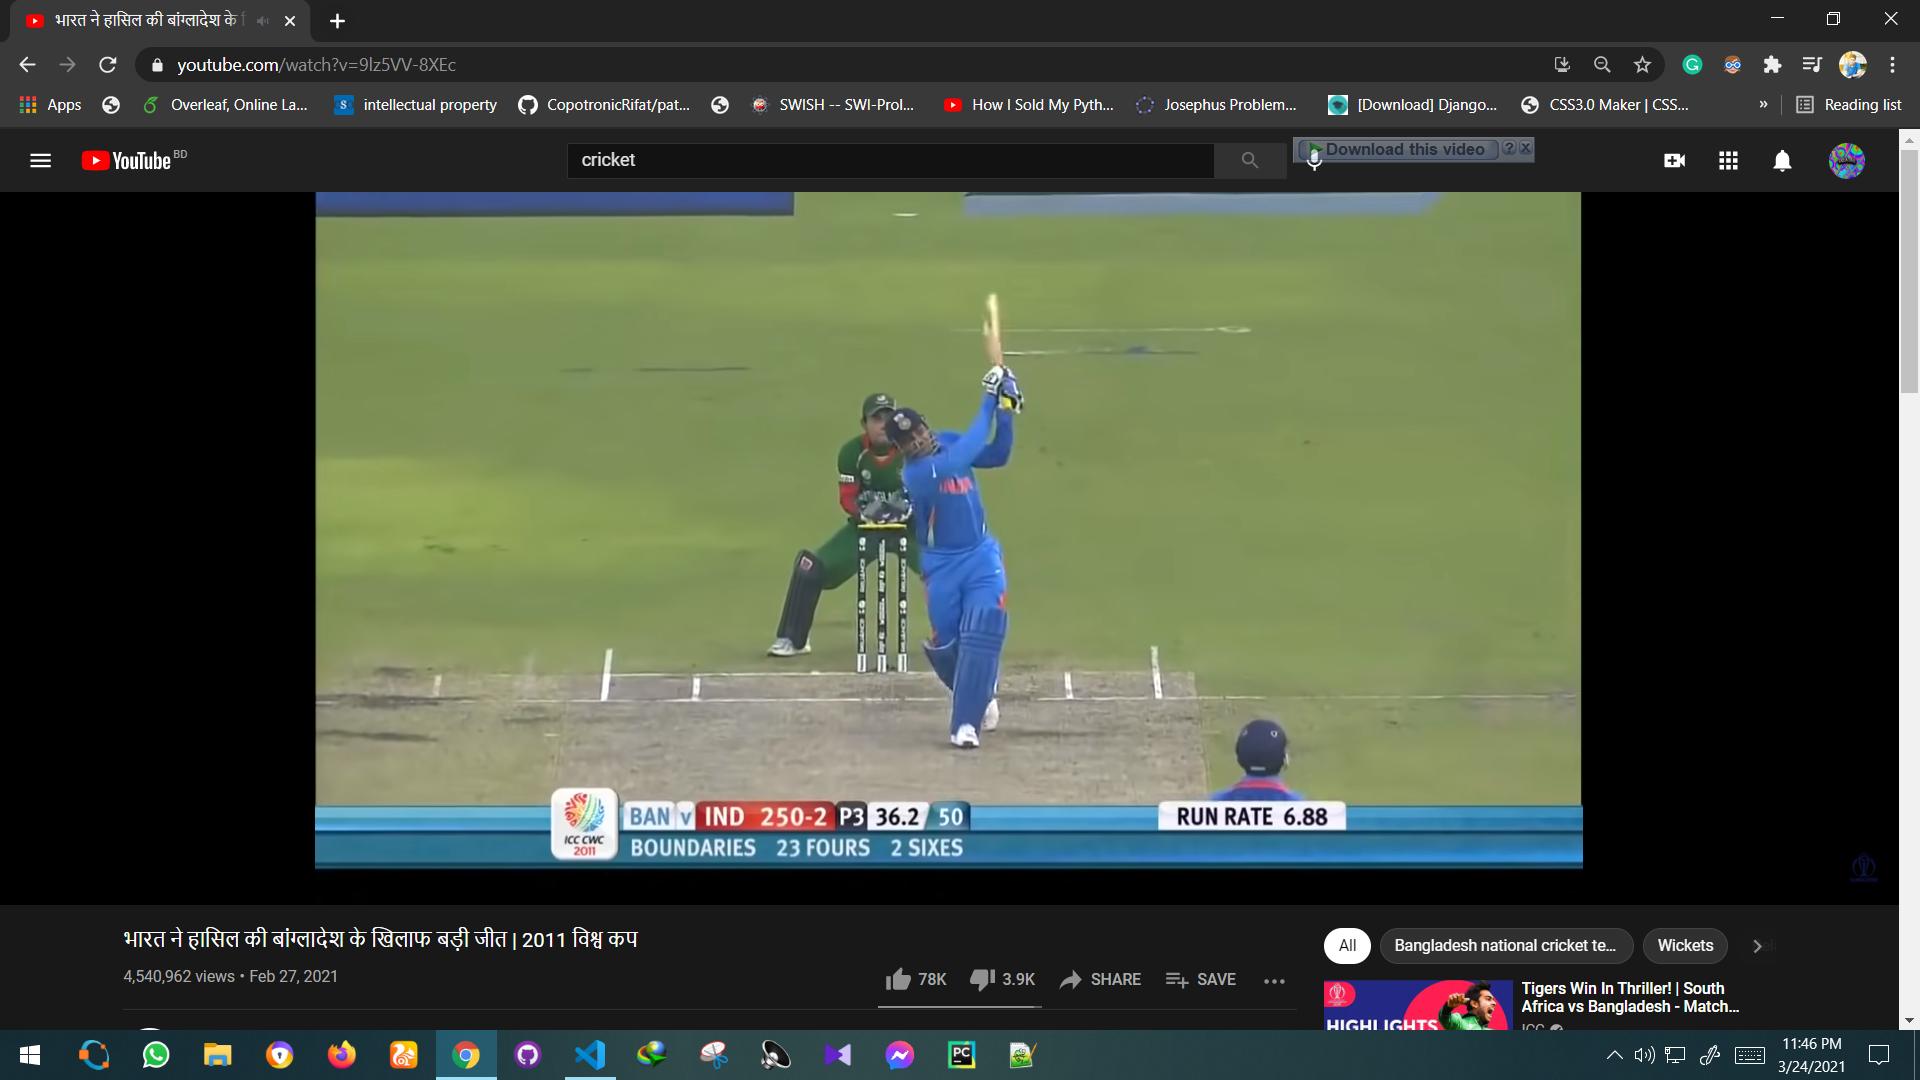 भारत ने हासिल की बांग्लादेश के
youtube.com/watch?v=9lz5VV-8XEc
Apps
Overleaf, Online La...
intellectual property
CopotronicRifat/pat...
SWISH -- SWI-Prol...
How I Sold My Pyth...
Josephus Problem...
[Download] Django...
CSS3.0 Maker | CSS...
»
Reading list
YouTube BD
cricket
Download this video
INDIA
BAN v IND 250-2 P3 36.2 50
RUN RATE 6.88
ICC CWC
2011
BOUNDARIES 23 FOURS 2 SIXES
भारत ने हासिल की बांग्लादेश के खिलाफ बड़ी जीत | 2011 विश्व कप
4,540,962 views • Feb 27, 2021
78K
3.9K
SHARE
SAVE
All
Bangladesh national cricket te...
Wickets
HIGHLIGHTS
Tigers Win In Thriller! | South
Africa vs Bangladesh - Match...
ICC
PC
11:46 PM
3/24/2021